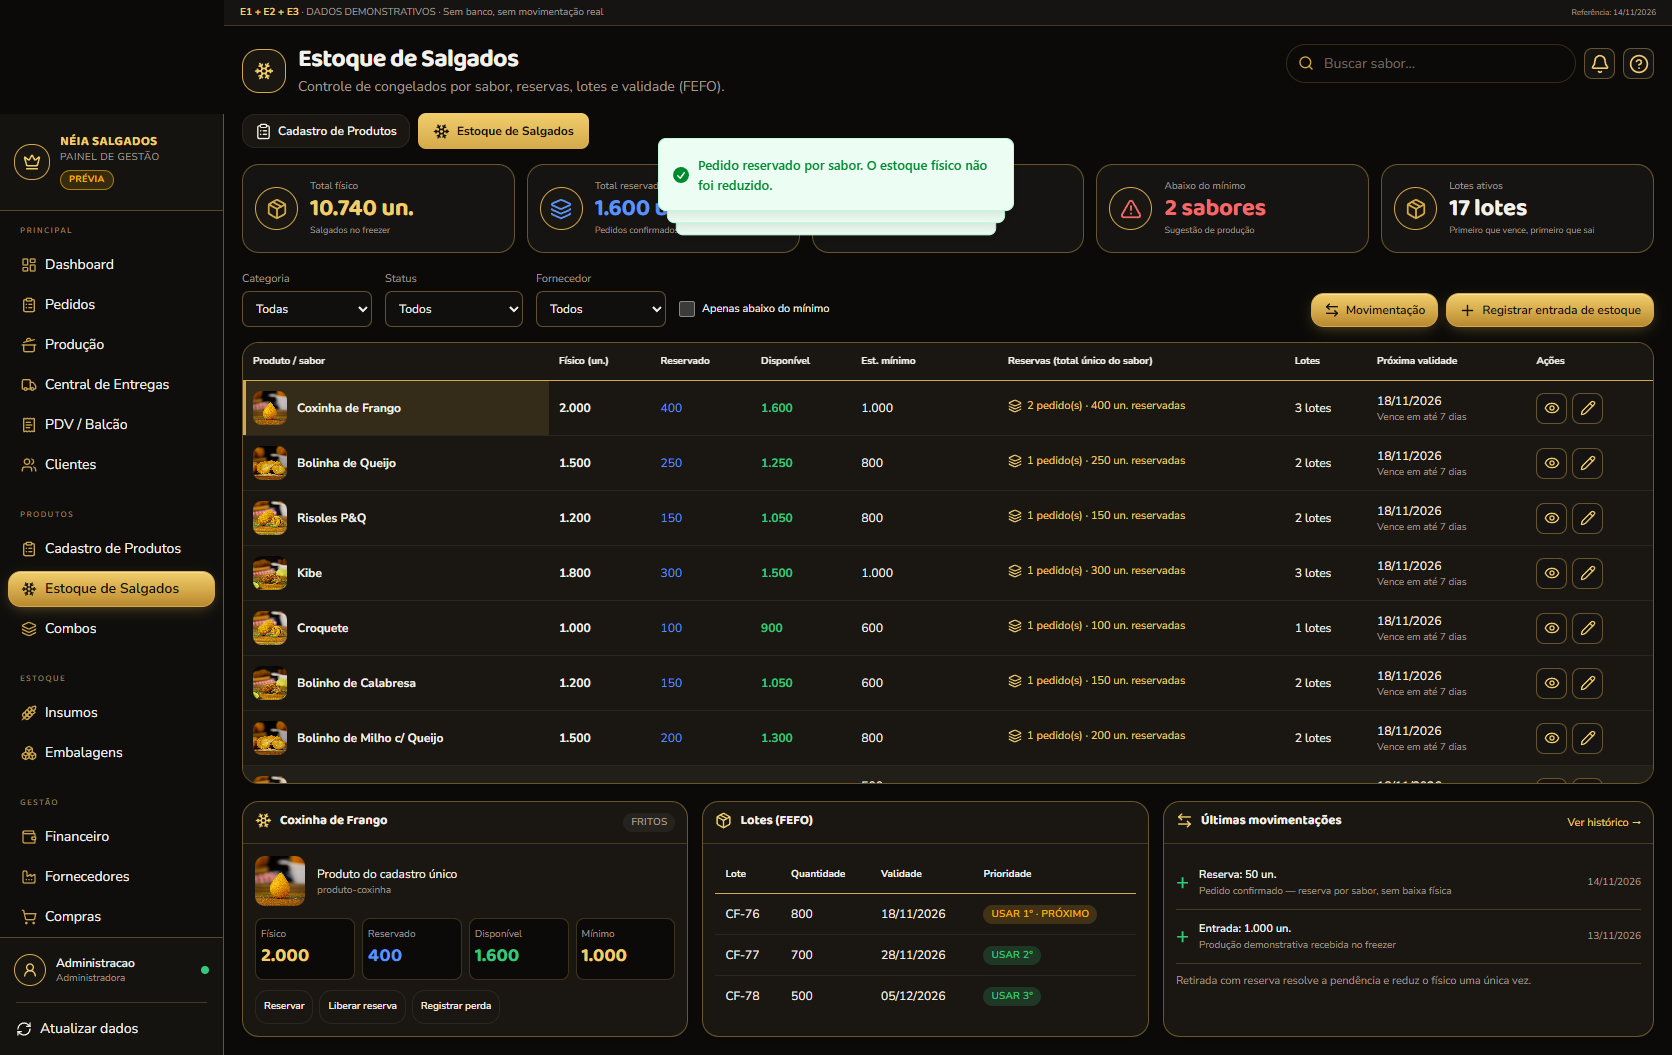 E1 + E2 + E3 · DADOS DEMONSTRATIVOS · Sem banco, sem movimentação real
Referência: 14/11/2026
Estoque de Salgados
Controle de congelados por sabor, reservas, lotes e validade (FEFO).
Buscar sabor...
NÉIA SALGADOS
PAINEL DE GESTÃO
PRÉVIA
PRINCIPAL
Dashboard
Pedidos
Produção
Central de Entregas
PDV / Balcão
Clientes
PRODUTOS
Cadastro de Produtos
Estoque de Salgados
Combos
ESTOQUE
Insumos
Embalagens
GESTÃO
Financeiro
Fornecedores
Compras
Administracao
Administradora
Atualizar dados
Cadastro de Produtos
Estoque de Salgados
Pedido reservado por sabor. O estoque físico não
foi reduzido.
Total físico
10.740 un.
Salgados no freezer
Total
1.600
Pedidos
Abaixo do mínimo
2 sabores
Sugestão de produção
Lotes ativos
17 lotes
Primeiro que vence, primeiro que sai
Categoria
Todas
Status
Todos
Fornecedor
Todos
Apenas abaixo do mínimo
Movimentação
Registrar entrada de estoque
Produto / sabor Físico (un.) Reservado Disponível Est. mínimo Reservas (total único do sabor) Lotes Próxima validade Ações
Coxinha de Frango 2.000 400 1.600 1.000 2 pedido(s) · 400 un. reservadas 3 lotes 18/11/2026
Vence em até 7 dias
Bolinha de Queijo 1.500 250 1.250 800 1 pedido(s) · 250 un. reservadas 2 lotes 18/11/2026
Vence em até 7 dias
Risoles P&Q 1.200 150 1.050 800 1 pedido(s) · 150 un. reservadas 2 lotes 18/11/2026
Vence em até 7 dias
Kibe 1.800 300 1.500 1.000 1 pedido(s) · 300 un. reservadas 3 lotes 18/11/2026
Vence em até 7 dias
Croquete 1.000 100 900 600 1 pedido(s) · 100 un. reservadas 1 lotes 18/11/2026
Vence em até 7 dias
Bolinho de Calabresa 1.200 150 1.050 600 1 pedido(s) · 150 un. reservadas 2 lotes 18/11/2026
Vence em até 7 dias
Bolinho de Milho c/ Queijo 1.500 200 1.300 800 1 pedido(s) · 200 un. reservadas 2 lotes 18/11/2026
Vence em até 7 dias
Coxinha de Frango
FRITOS
Produto do cadastro único
produto-coxinha
Físico
2.000
Reservado
400
Disponível
1.600
Mínimo
1.000
Reservar
Liberar reserva
Registrar perda
Lotes (FEFO)
Lote Quantidade Validade Prioridade
CF-76 800 18/11/2026 USAR 1º · PRÓXIMO
CF-77 700 28/11/2026 USAR 2º
CF-78 500 05/12/2026 USAR 3º
Últimas movimentações
Ver histórico →
Reserva: 50 un.
Pedido confirmado — reserva por sabor, sem baixa física
14/11/2026
Entrada: 1.000 un.
Produção demonstrativa recebida no freezer
13/11/2026
Retirada com reserva resolve a pendência e reduz o físico uma única vez.